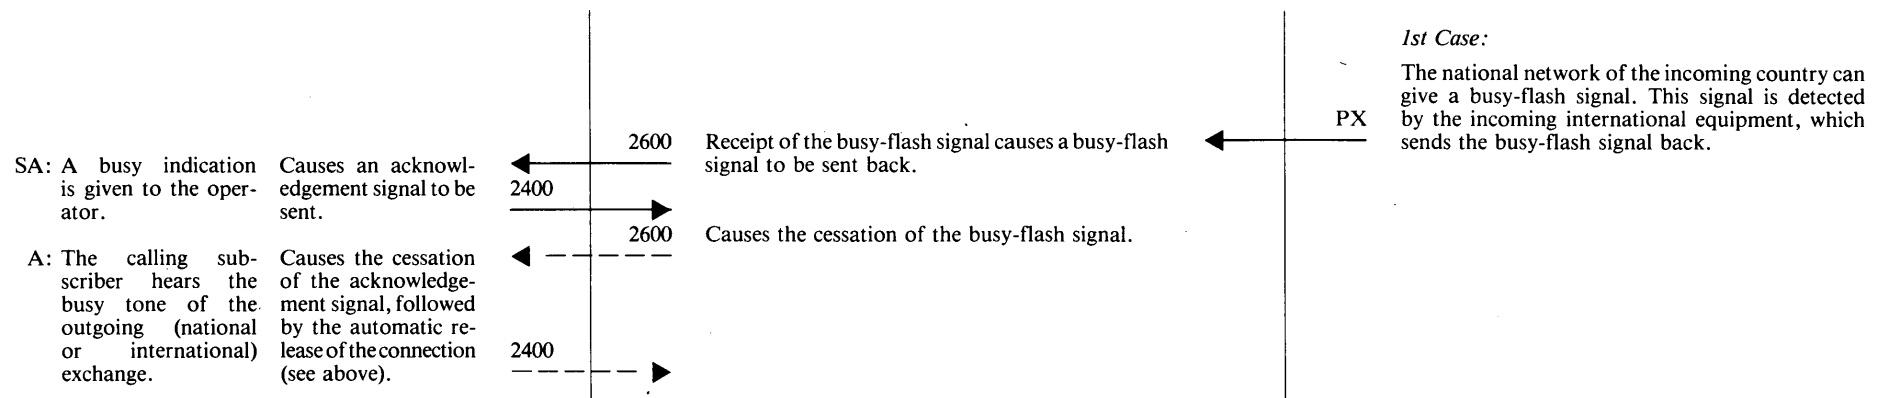 1st Case:
The national network of the incoming country can
give a busy-flash signal. This signal is detected
by the incoming international equipment, which
sends the busy-flash signal back.
PX
2600
Receipt of the busy-flash signal causes a busy-flash
signal to be sent back.
SA: A busy indication
is given to the oper-
ator.
Causes an acknowl-
edgement signal to be
sent.
2400
2600
Causes the cessation of the busy-flash signal.
A: The calling sub-
scriber hears the
busy tone of the
outgoing (national
or international)
exchange.
Causes the cessation
of the acknowledge-
ment signal, followed
by the automatic re-
lease of the connection
(see above).
2400